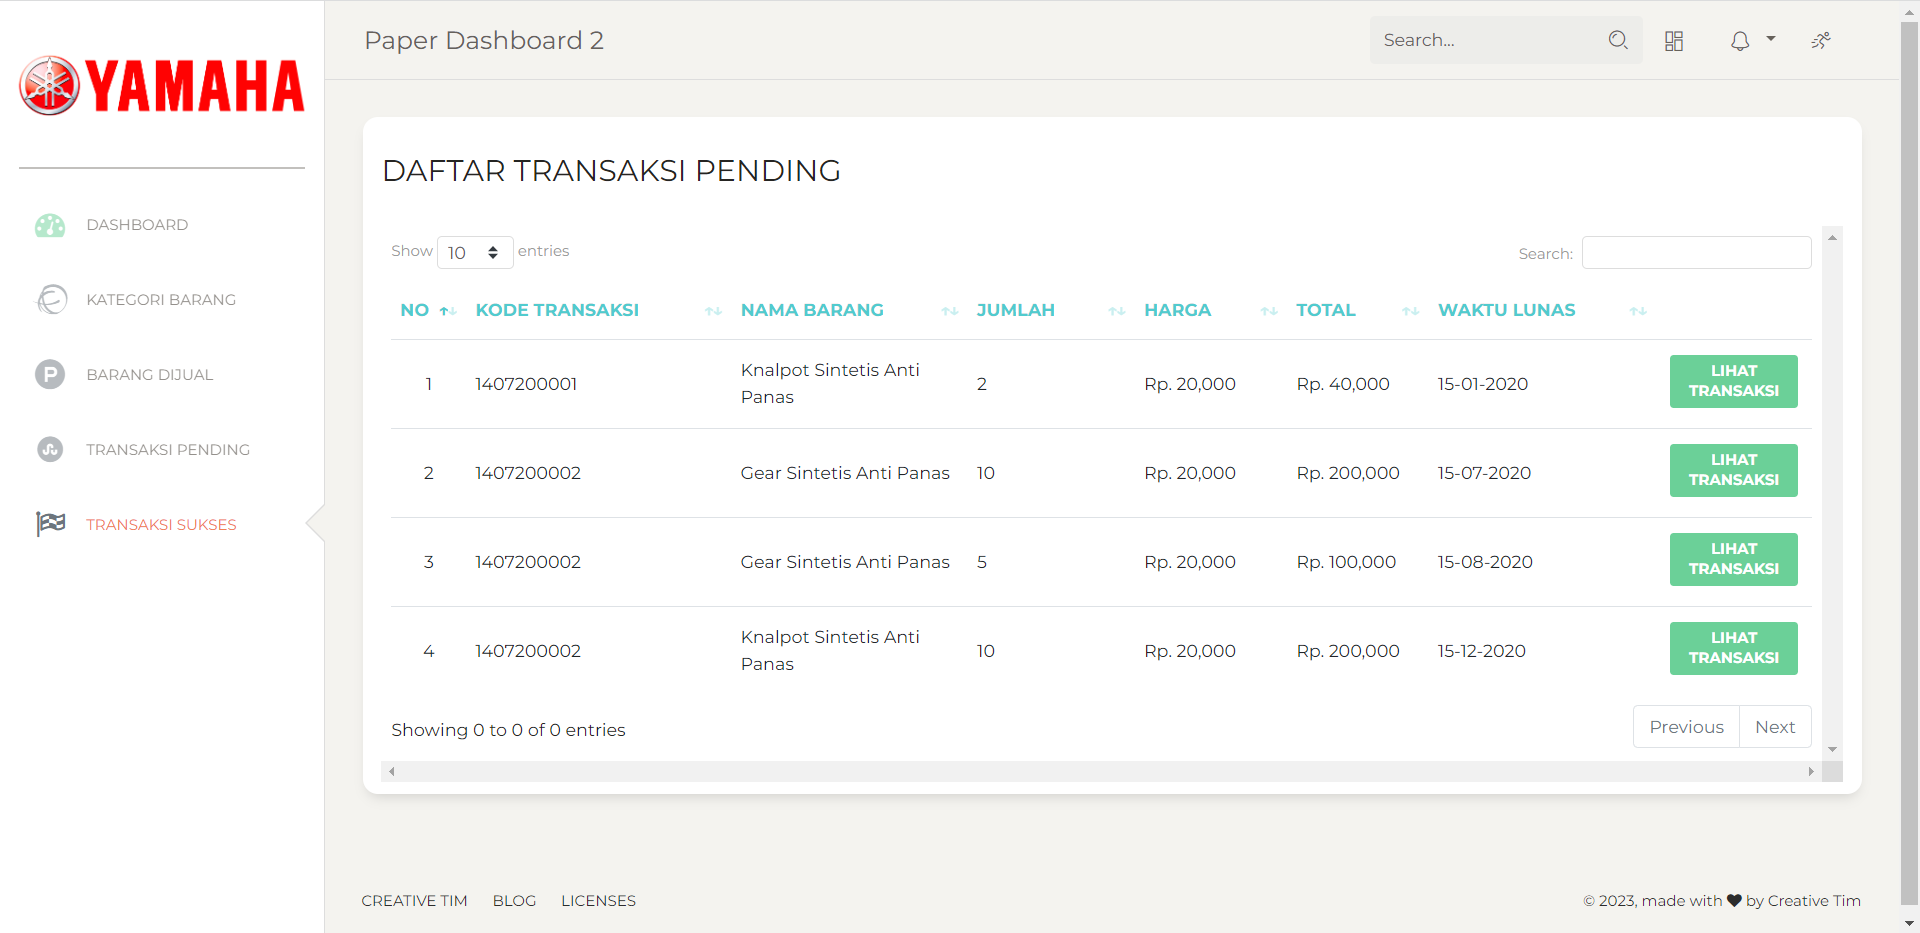 YAMAHA
DASHBOARD
KATEGORI BARANG
BARANG DIJUAL
TRANSAKSI PENDING
TRANSAKSI SUKSES
Paper Dashboard 2
Search...
DAFTAR TRANSAKSI PENDING
Show 10 entries
Search:
NO KODE TRANSAKSI NAMA BARANG JUMLAH HARGA TOTAL WAKTU LUNAS
1 1407200001 Knalpot Sintetis Anti Panas 2 Rp. 20,000 Rp. 40,000 15-01-2020 LIHAT TRANSAKSI
2 1407200002 Gear Sintetis Anti Panas 10 Rp. 20,000 Rp. 200,000 15-07-2020 LIHAT TRANSAKSI
3 1407200002 Gear Sintetis Anti Panas 5 Rp. 20,000 Rp. 100,000 15-08-2020 LIHAT TRANSAKSI
4 1407200002 Knalpot Sintetis Anti Panas 10 Rp. 20,000 Rp. 200,000 15-12-2020 LIHAT TRANSAKSI
Showing 0 to 0 of 0 entries
Previous Next
CREATIVE TIM BLOG LICENSES
© 2023, made with ♥ by Creative Tim